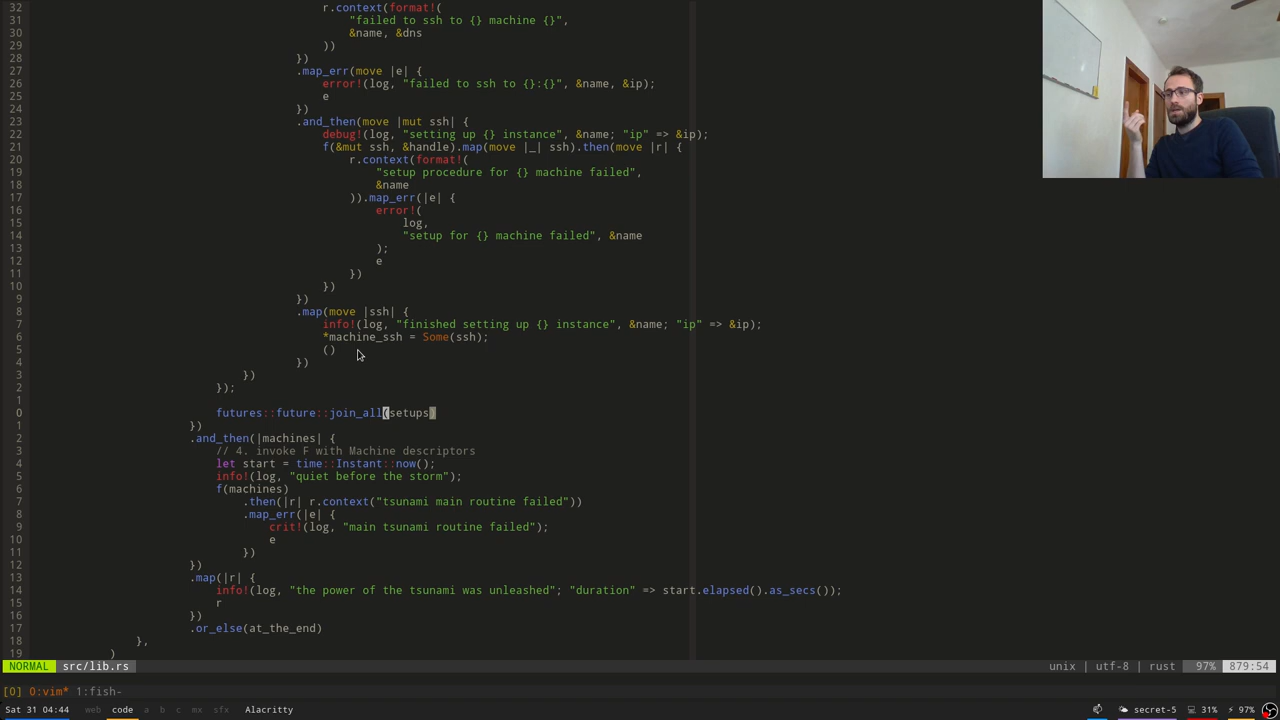 32 r.context(format!(
31 "failed to ssh to {} machine {}",
30 &name, &dns
29 ))
28 })
27 .map_err(move |e| {
26 error!(log, "failed to ssh to {}:{}", &name, &ip);
25 e
24 })
23 .and_then(move |mut ssh| {
22 debug!(log, "setting up {} instance", &name; "ip" => &ip);
21 f(&mut ssh, &handle).map(move |_| ssh).then(move |r| {
20 r.context(format!(
19 "setup procedure for {} machine failed",
18 &name
17 )).map_err(|e| {
16 error!(
15 log,
14 "setup for {} machine failed", &name
13 );
12 e
11 })
10 })
9 })
8 .map(move |ssh| {
7 info!(log, "finished setting up {} instance", &name; "ip" => &ip);
6 *machine_ssh = Some(ssh);
5 ()
4 })
3 })
2 });
1
0 futures::future::join_all(setups)
1 })
2 .and_then(|machines| {
3 // 4. invoke F with Machine descriptors
4 let start = time::Instant::now();
5 info!(log, "quiet before the storm");
6 f(machines)
7 .then(|r| r.context("tsunami main routine failed"))
8 .map_err(|e| {
9 crit!(log, "main tsunami routine failed");
10 e
11 })
12 })
13 .map(|r| {
14 info!(log, "the power of the tsunami was unleashed"; "duration" => start.elapsed().as_secs());
15 r
16 })
17 .or_else(at_the_end)
18 },
19 )
NORMAL src/lib.rs unix | utf-8 | rust 97% 879:54
[0] 0:vim* 1:fish-
Sat 31 04:44 web code a b c mx sfx Alacritty secret-5 31% 97%